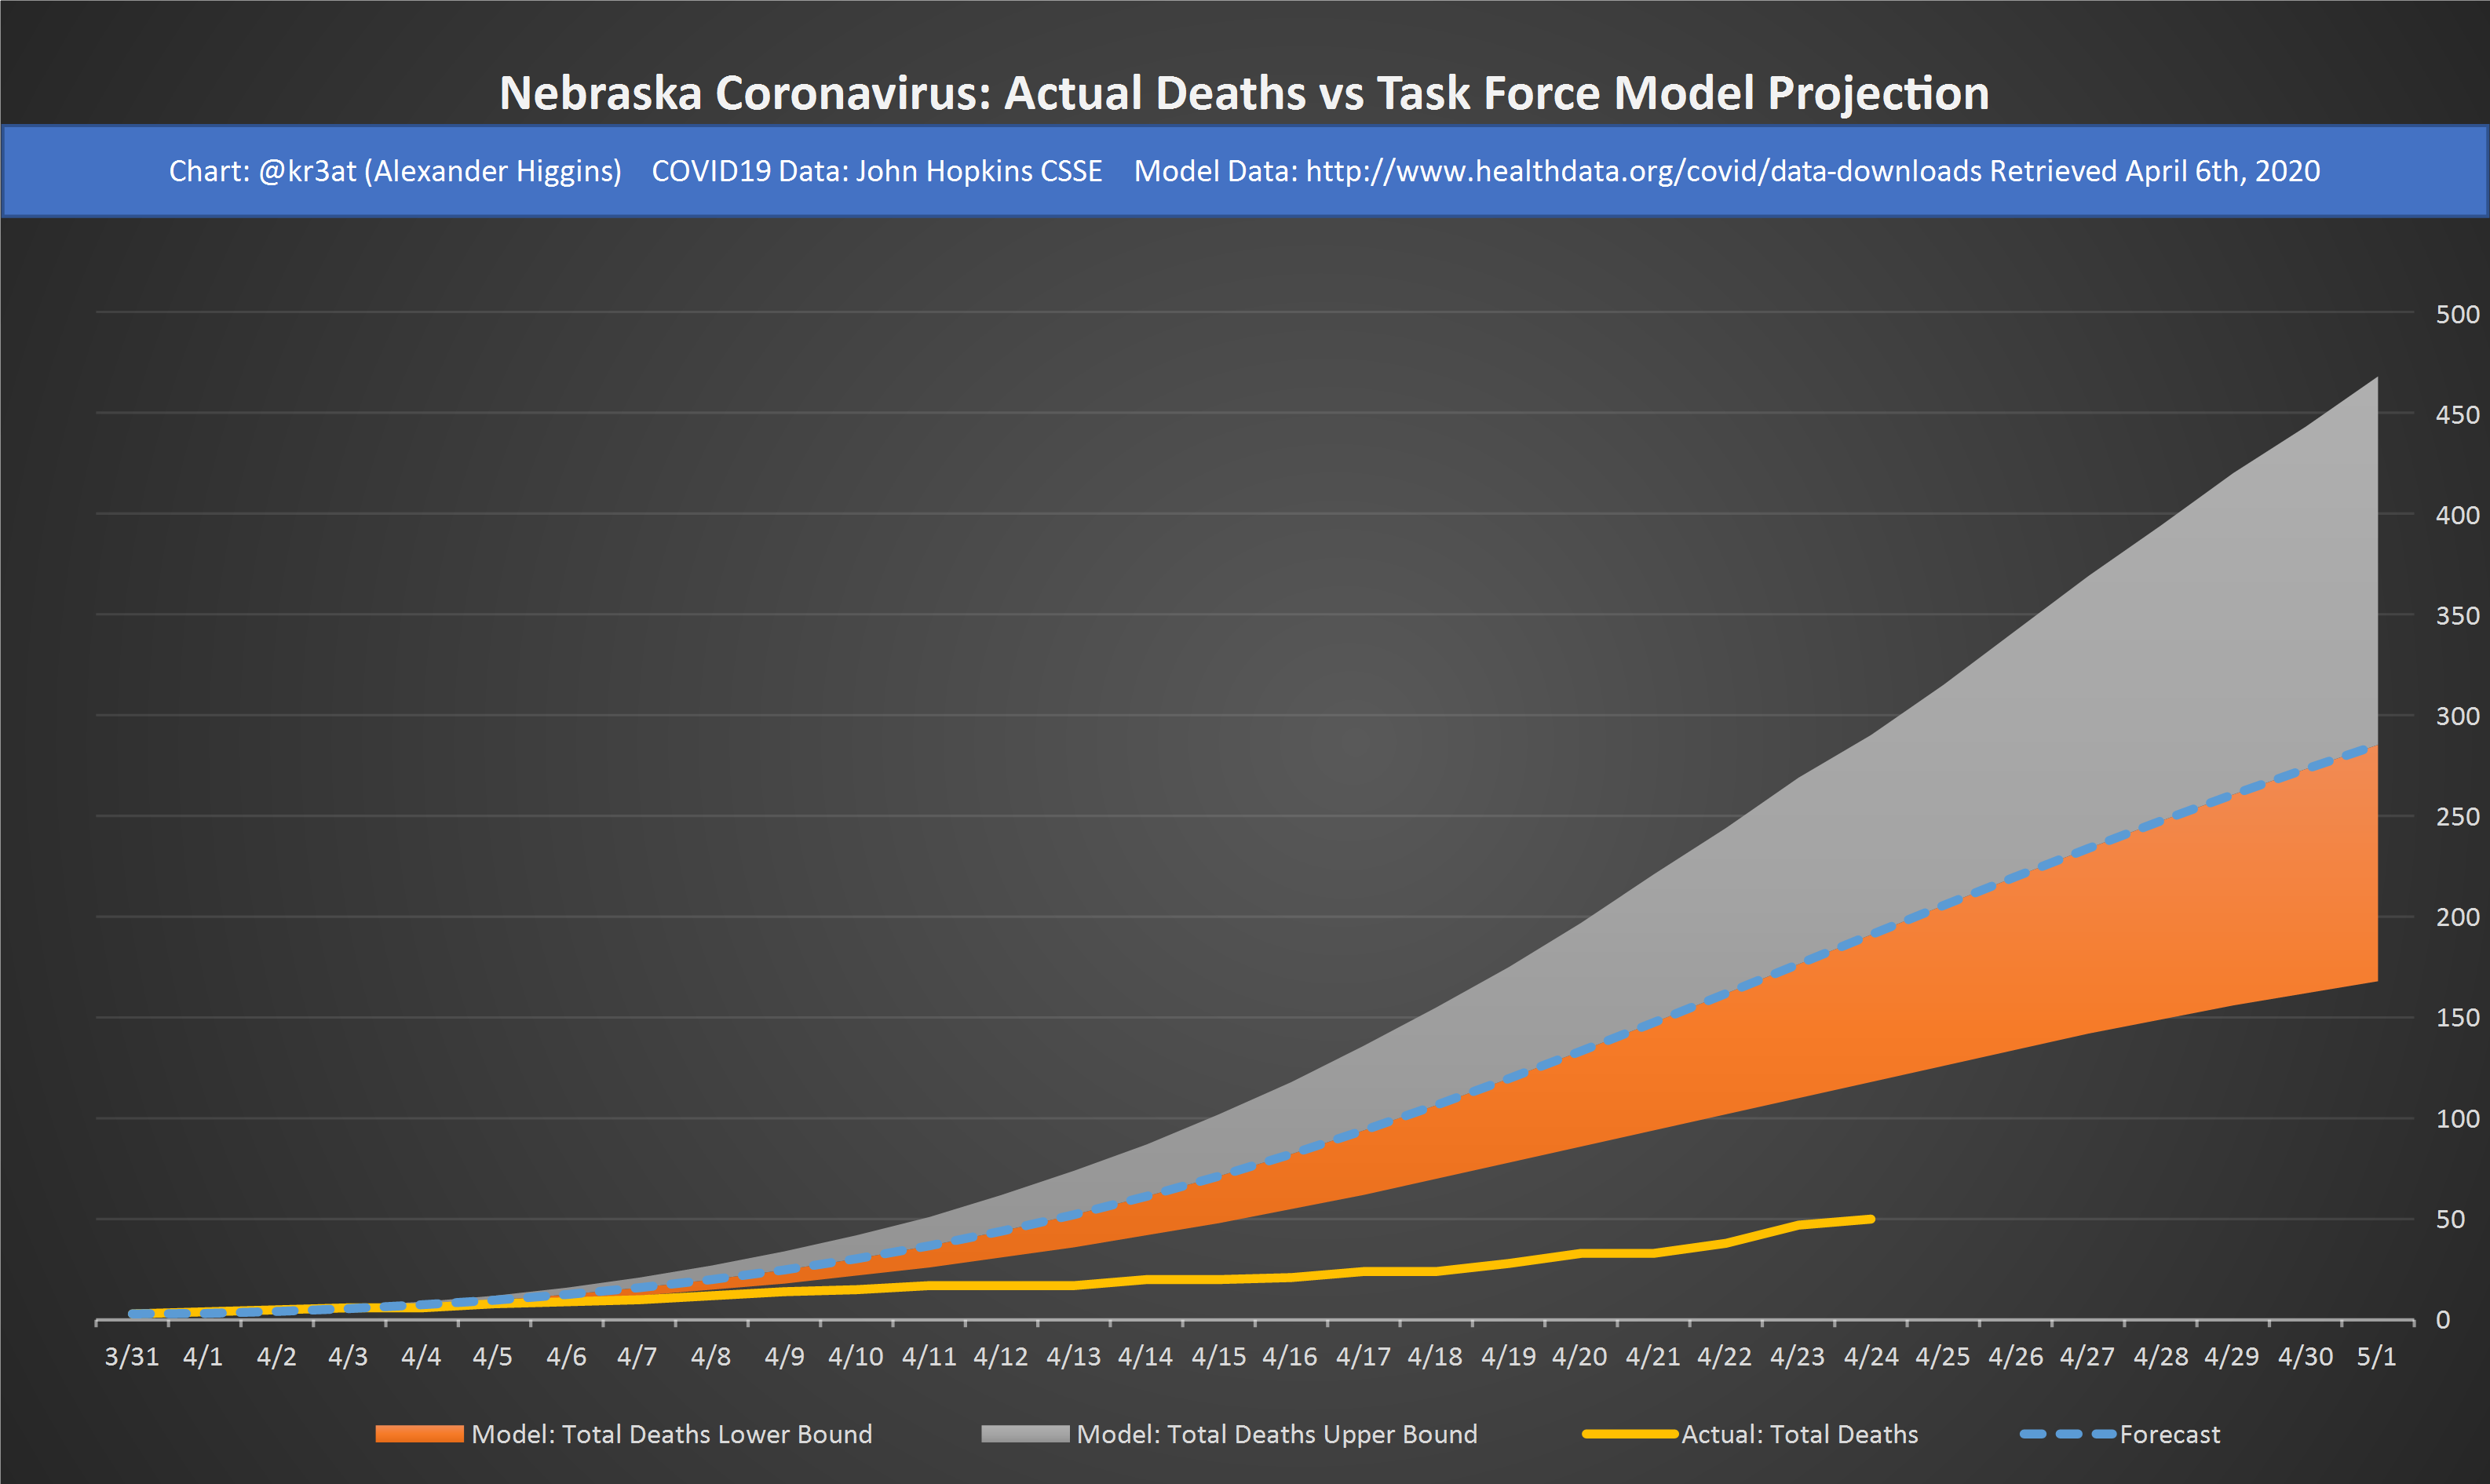 Nebraska Coronavirus: Actual Deaths vs Task Force Model Projection
Chart: @kr3at (Alexander Higgins) COVID19 Data: John Hopkins CSSE Model Data: http://www.healthdata.org/covid/data-downloads Retrieved April 6th, 2020
500
450
400
350
300
250
200
150
100
50
0
3/31 4/1 4/2 4/3 4/4 4/5 4/6 4/7 4/8 4/9 4/10 4/11 4/12 4/13 4/14 4/15 4/16 4/17 4/18 4/19 4/20 4/21 4/22 4/23 4/24 4/25 4/26 4/27 4/28 4/29 4/30 5/1
Model: Total Deaths Lower Bound Model: Total Deaths Upper Bound Actual: Total Deaths Forecast